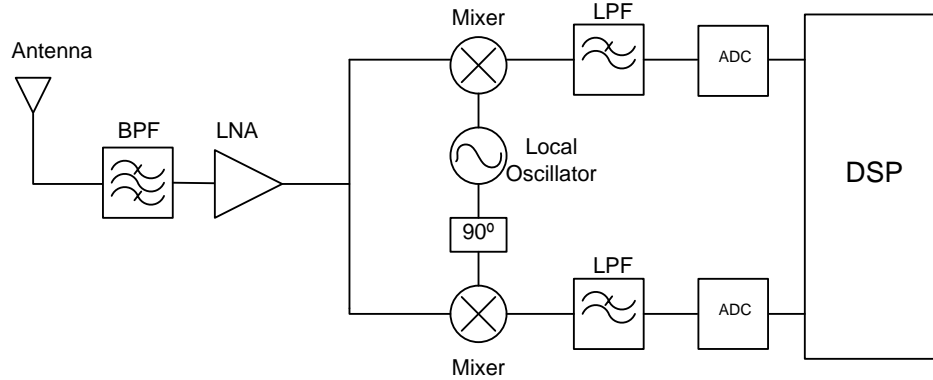 Mixer
LPF
Antenna
ADC
BPF
LNA
Local
Oscillator
DSP
90º
LPF
ADC
Mixer